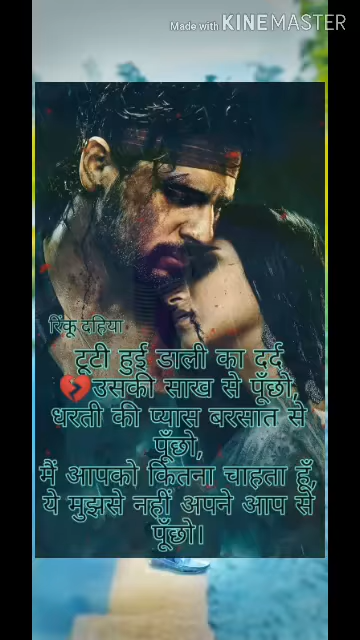 Made with KINEMASTER
रिंकू दहिया
टूटी हुई डाली का दर्द
💔उसकी साख से पूँछो,
धरती की प्यास बरसात से
पूँछो,
मैं आपको कितना चाहता हूँ,
ये मुझसे नहीं अपने आप से
पूँछो।